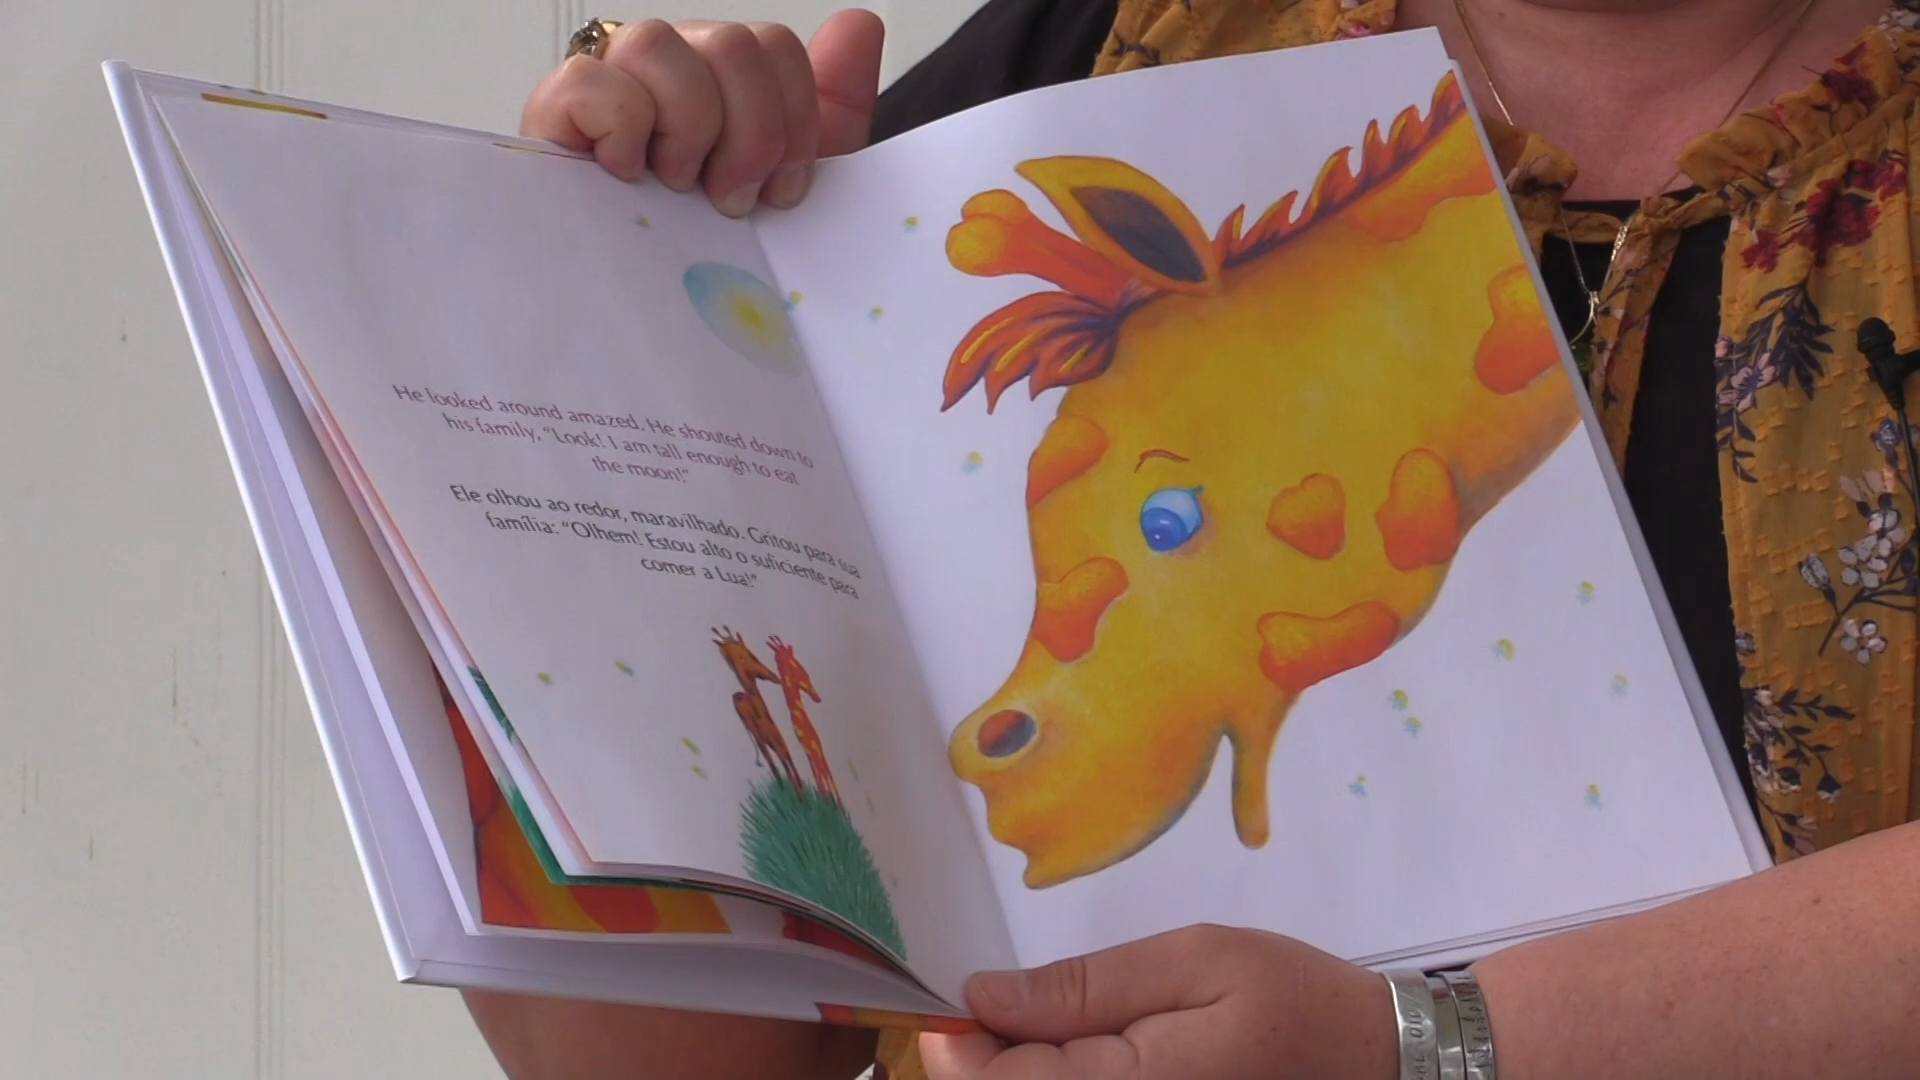 He looked around amazed. He shouted down to
his family, “Look! I am tall enough to eat
the moon!”
Ele olhou ao redor, maravilhado. Gritou para sua
família: “Olhem! Estou alto o suficiente para
comer a Lua!”